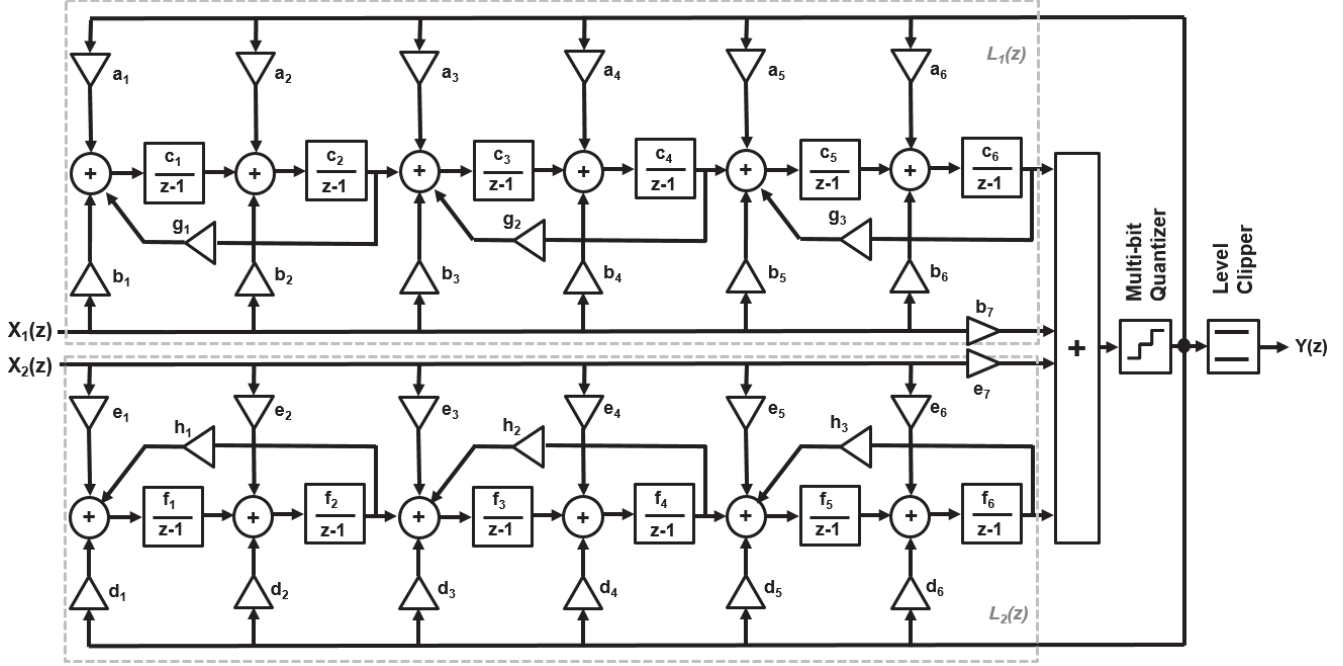 L₁(z)
a₁ a₂ a₃ a₄ a₅ a₆
+ c₁ + c₂ + c₃ + c₄ + c₅ + c₆
z-1 z-1 z-1 z-1 z-1 z-1
g₁ g₂ g₃
b₁ b₂ b₃ b₄ b₅ b₆
Multi-bit
Quantizer
Level
Clipper
b₇
X₁(z)
+ Y(z)
X₂(z)
e₇
e₁ e₂ e₃ e₄ e₅ e₆
h₁ h₂ h₃
+ f₁ + f₂ + f₃ + f₄ + f₅ + f₆
z-1 z-1 z-1 z-1 z-1 z-1
d₁ d₂ d₃ d₄ d₅ d₆
L₂(z)